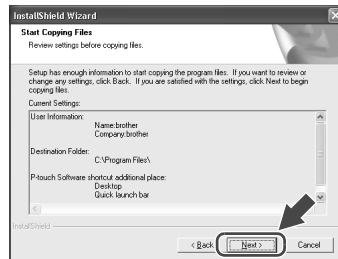 InstallShield Wizard
Start Copying Files
Review settings before copying files.
Setup has enough information to start copying the program files.  If you want to review or
change any settings, click Back.  If you are satisfied with the settings, click Next to begin
copying files.
Current Settings:
User Information:
Name:brother
Company:brother
Destination Folder:
C:\Program Files\
P-touch Software shortcut additional place:
Desktop
Quick launch bar
InstallShield
< Back
Next >
Cancel